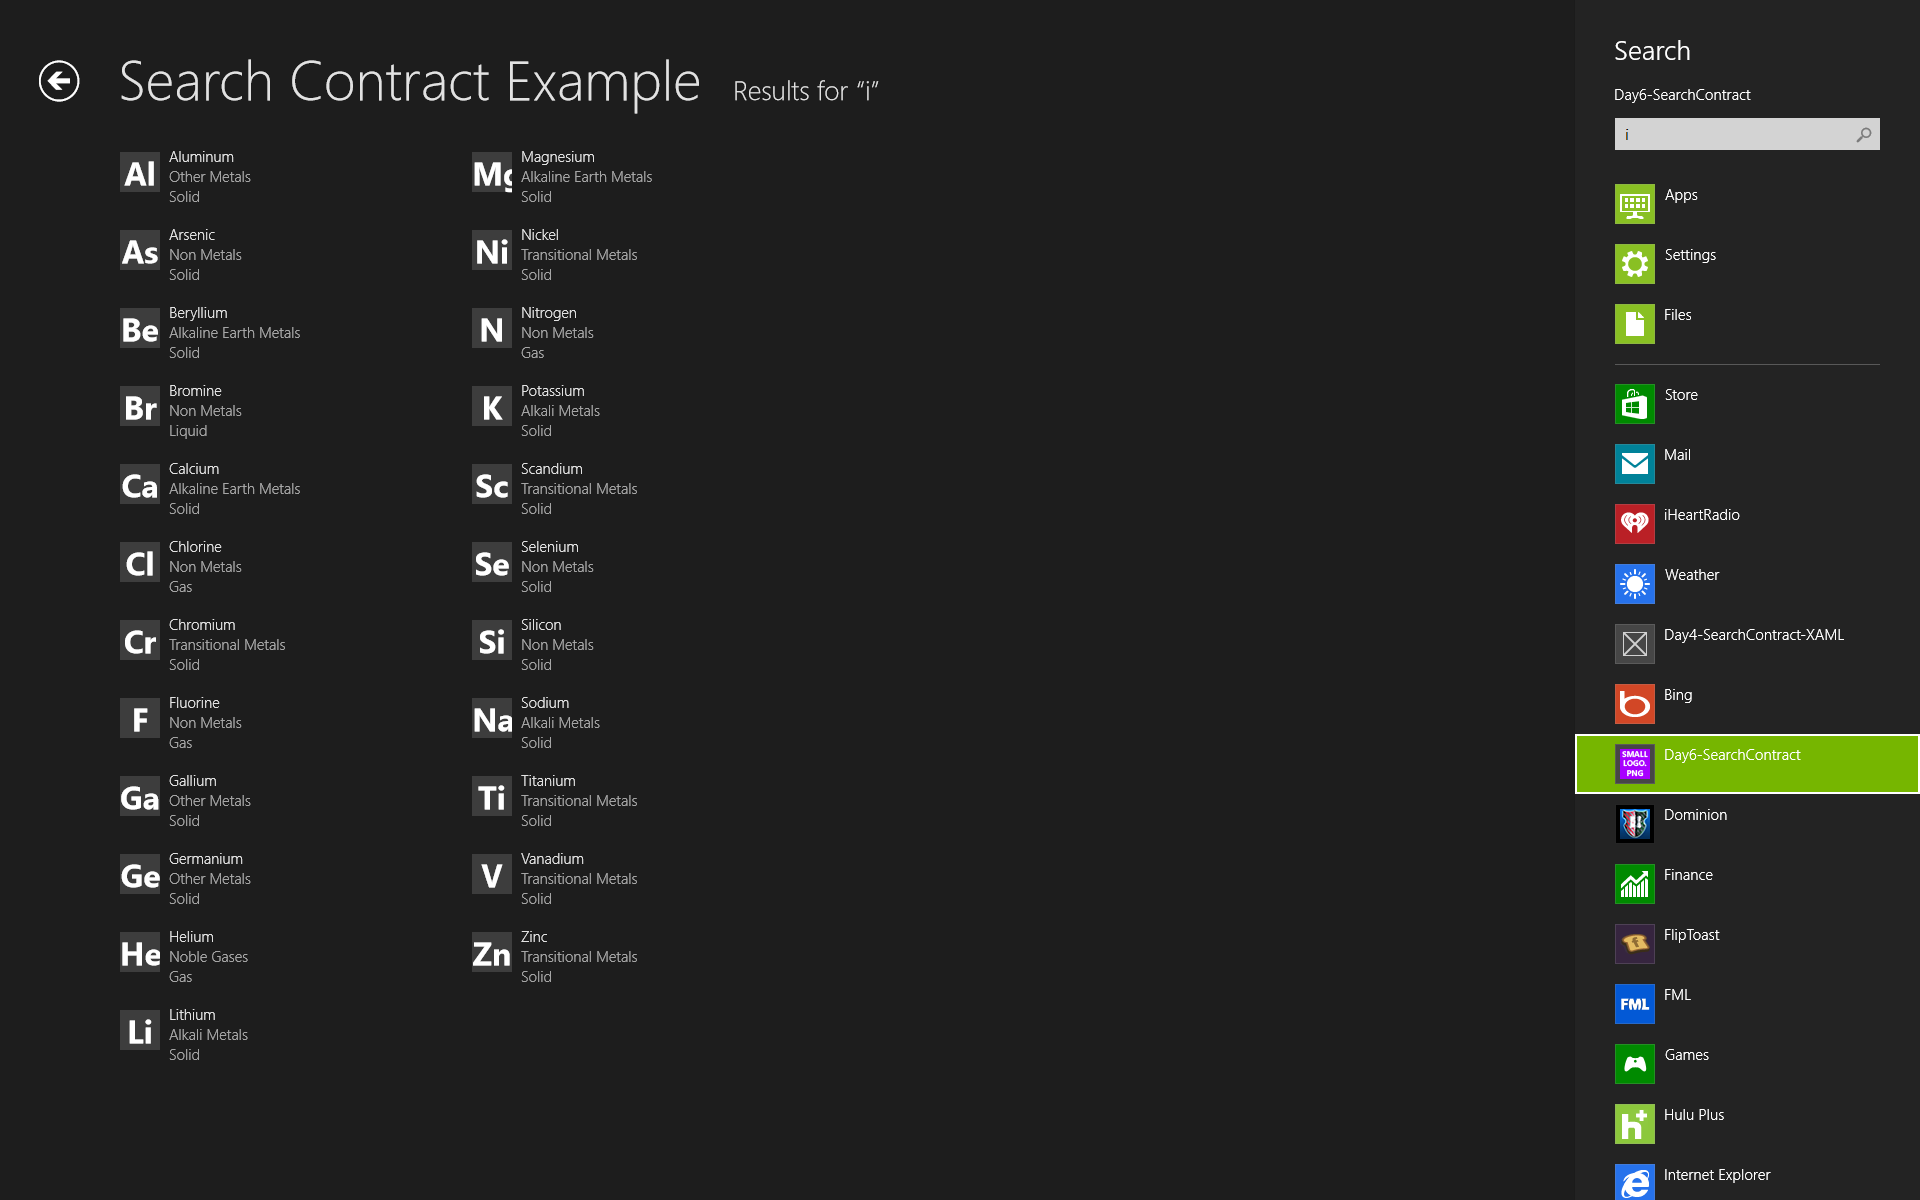 Search Contract Example Results for “i”
Al
Aluminum
Other Metals
Solid
As
Arsenic
Non Metals
Solid
Be
Beryllium
Alkaline Earth Metals
Solid
Br
Bromine
Non Metals
Liquid
Ca
Calcium
Alkaline Earth Metals
Solid
Cl
Chlorine
Non Metals
Gas
Cr
Chromium
Transitional Metals
Solid
F
Fluorine
Non Metals
Gas
Ga
Gallium
Other Metals
Solid
Ge
Germanium
Other Metals
Solid
He
Helium
Noble Gases
Gas
Li
Lithium
Alkali Metals
Solid
Mg
Magnesium
Alkaline Earth Metals
Solid
Ni
Nickel
Transitional Metals
Solid
N
Nitrogen
Non Metals
Gas
K
Potassium
Alkali Metals
Solid
Sc
Scandium
Transitional Metals
Solid
Se
Selenium
Non Metals
Solid
Si
Silicon
Non Metals
Solid
Na
Sodium
Alkali Metals
Solid
Ti
Titanium
Transitional Metals
Solid
V
Vanadium
Transitional Metals
Solid
Zn
Zinc
Transitional Metals
Solid
Search
Day6-SearchContract
i
Apps
Settings
Files
Store
Mail
iHeartRadio
Weather
Day4-SearchContract-XAML
Bing
SMALL
LOGO.
PNG
Day6-SearchContract
Dominion
Finance
FlipToast
FML
FML
Games
h+
Hulu Plus
Internet Explorer